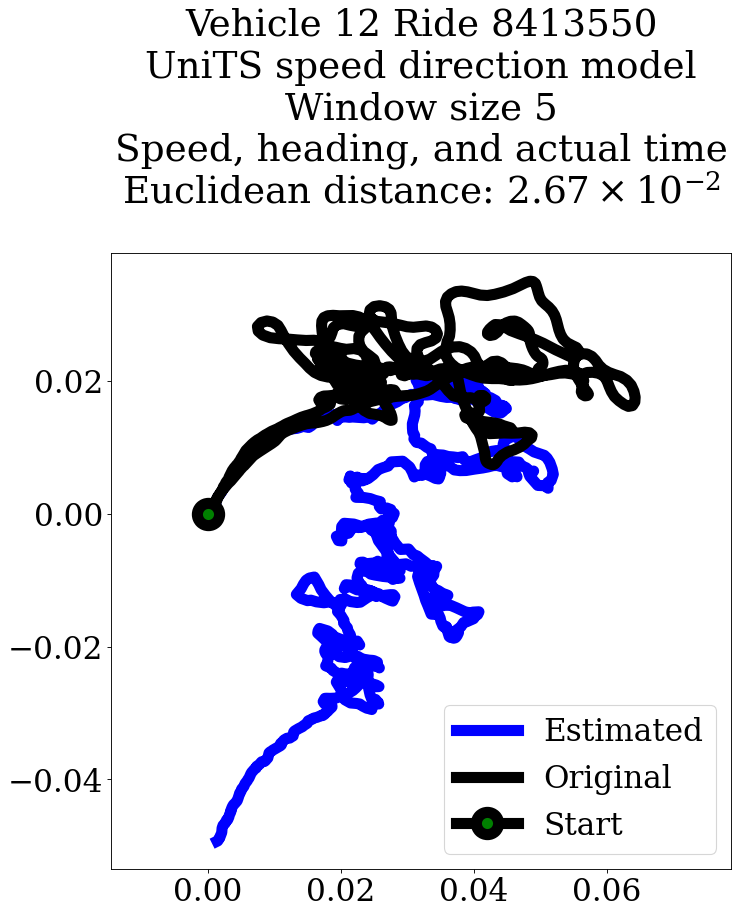 Vehicle 12 Ride 8413550
UniTS speed direction model
Window size 5
Speed, heading, and actual time
Euclidean distance: 2.67 × 10⁻²
0.02
0.00
−0.02
−0.04
Estimated
Original
Start
0.00 0.02 0.04 0.06